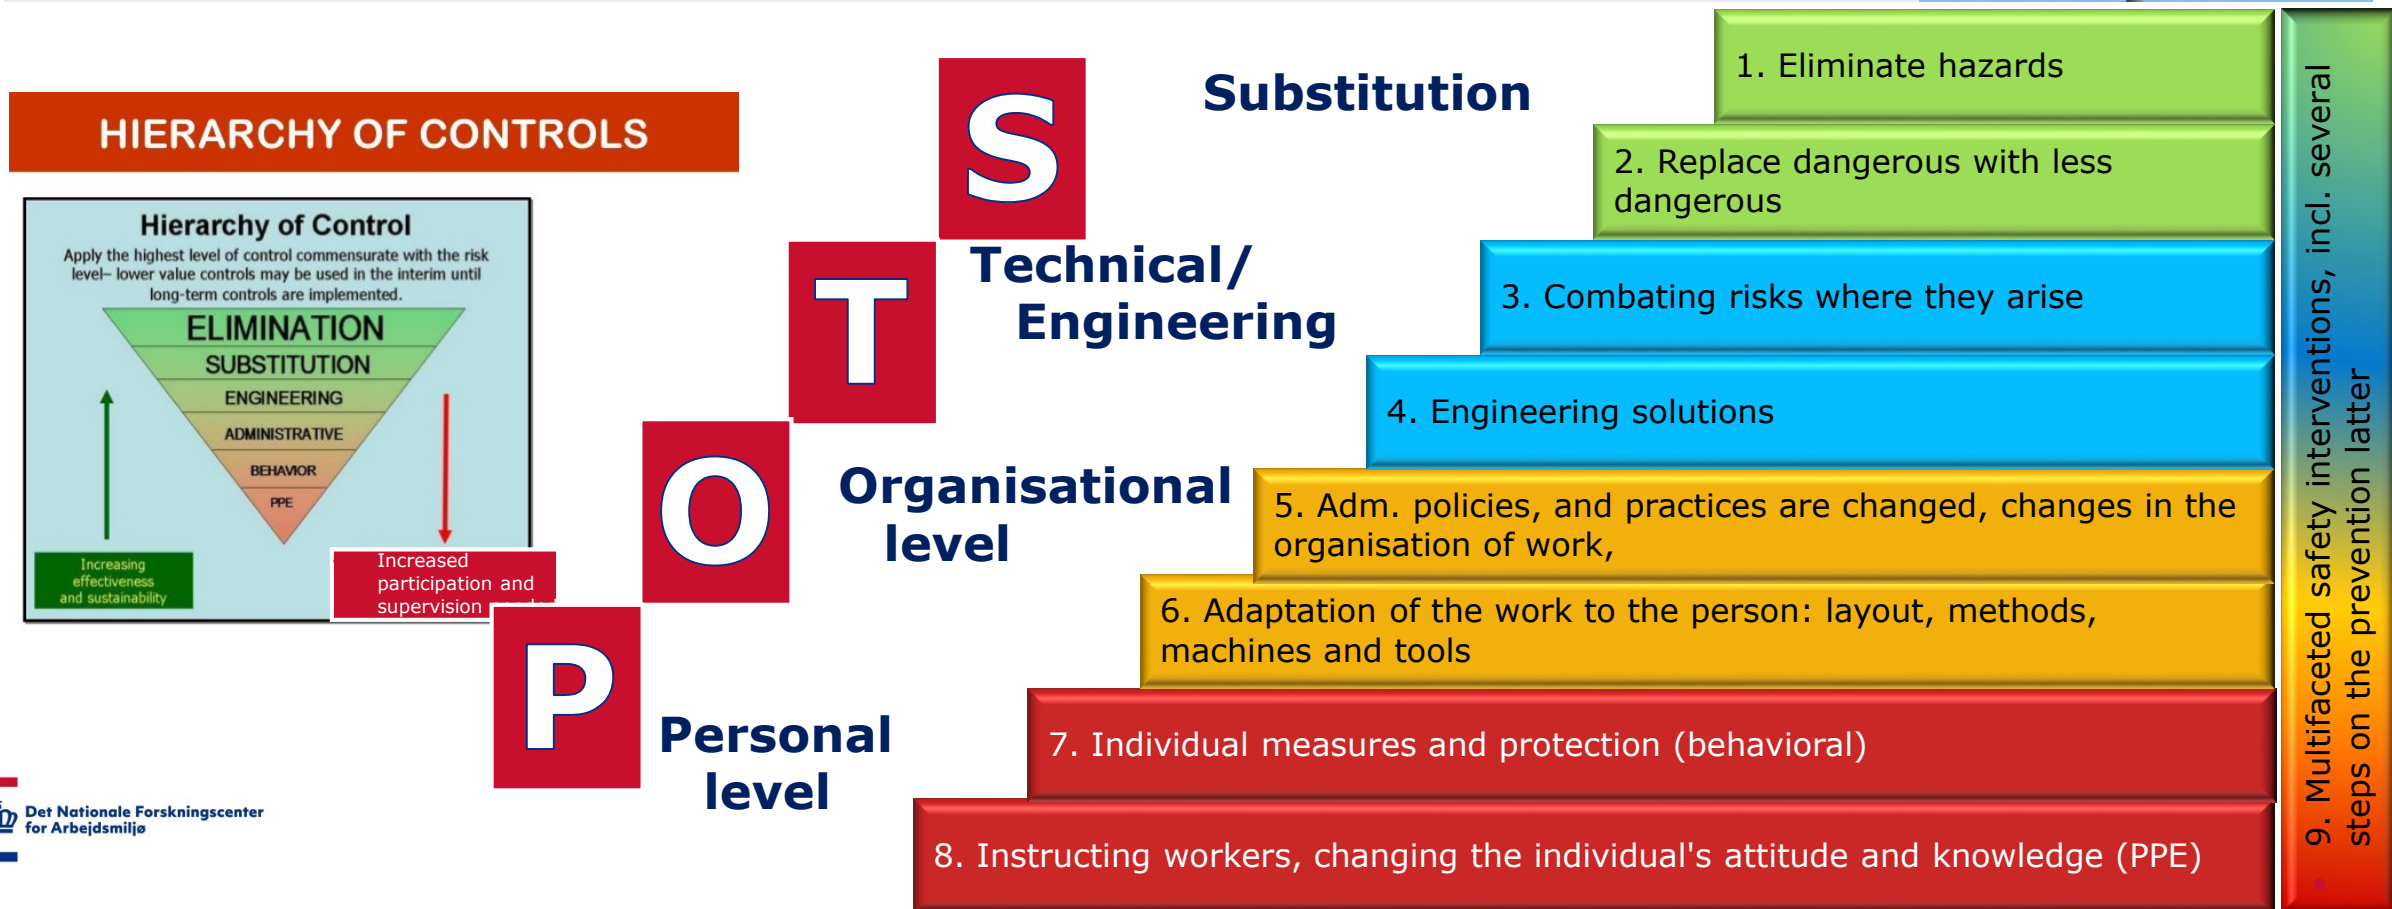 HIERARCHY OF CONTROLS
Hierarchy of Control
Apply the highest level of control commensurate with the risk
level– lower value controls may be used in the interim until
long-term controls are implemented.
ELIMINATION
SUBSTITUTION
ENGINEERING
ADMINISTRATIVE
BEHAVIOR
PPE
Increasing
effectiveness
and sustainability
Increased
participation and
supervision
S
Substitution
T
Technical/
Engineering
O
Organisational
level
P
Personal
level
1. Eliminate hazards
2. Replace dangerous with less
dangerous
3. Combating risks where they arise
4. Engineering solutions
5. Adm. policies, and practices are changed, changes in the
organisation of work,
6. Adaptation of the work to the person: layout, methods,
machines and tools
7. Individual measures and protection (behavioral)
8. Instructing workers, changing the individual's attitude and knowledge (PPE)
9. Multifaceted safety interventions, incl. several
steps on the prevention latter
Det Nationale Forskningscenter
for Arbejdsmiljø